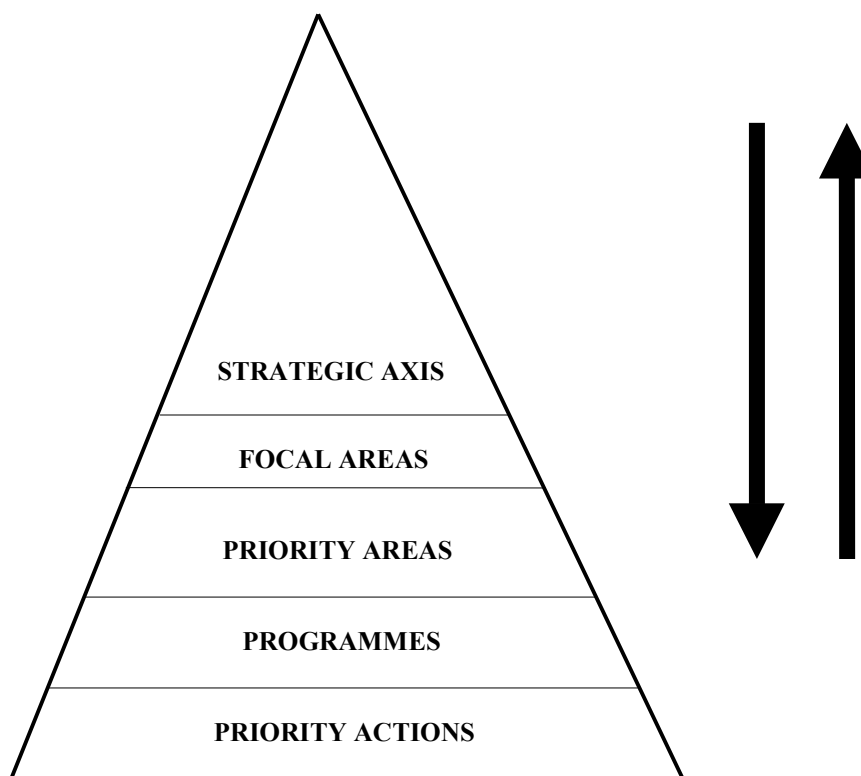 STRATEGIC AXIS
FOCAL AREAS
PRIORITY AREAS
PROGRAMMES
PRIORITY ACTIONS